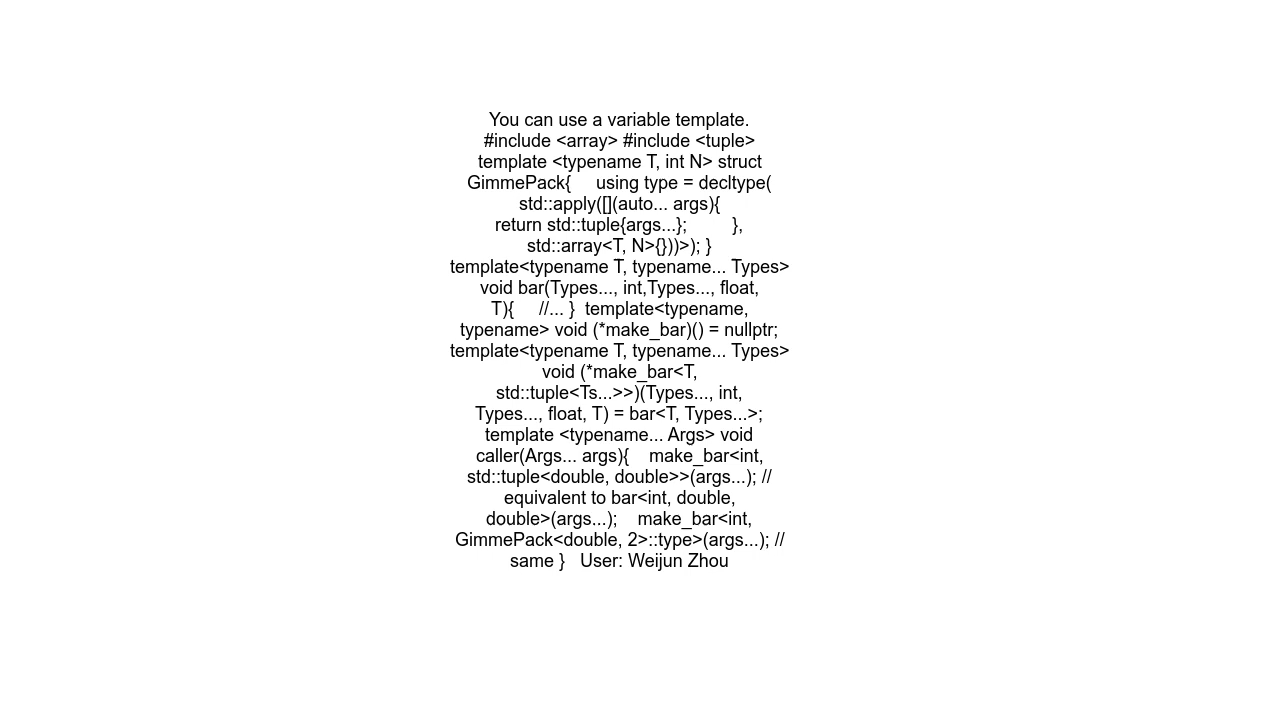 You can use a variable template.
#include <array> #include <tuple>
template <typename T, int N> struct
GimmePack{     using type = decltype(
std::apply([](auto... args){
return std::tuple{args...};         },
std::array<T, N>{}))>); }
template<typename T, typename... Types>
void bar(Types..., int,Types..., float,
T){     //... }  template<typename,
typename> void (*make_bar)() = nullptr;
template<typename T, typename... Types>
void (*make_bar<T,
std::tuple<Ts...>>)(Types..., int,
Types..., float, T) = bar<T, Types...>;
template <typename... Args> void
caller(Args... args){    make_bar<int,
std::tuple<double, double>>(args...); //
equivalent to bar<int, double,
double>(args...);    make_bar<int,
GimmePack<double, 2>::type>(args...); //
same }   User: Weijun Zhou